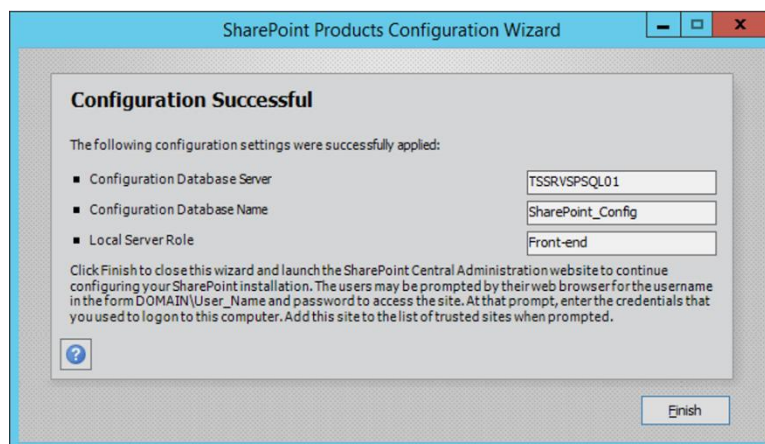 SharePoint Products Configuration Wizard
Configuration Successful
The following configuration settings were successfully applied:
Configuration Database Server
TSSRVSPSQL01
Configuration Database Name
SharePoint_Config
Local Server Role
Front-end
Click Finish to close this wizard and launch the SharePoint Central Administration website to continue
configuring your SharePoint installation. The users may be prompted by their web browser for the username
in the form DOMAIN\User_Name and password to access the site. At that prompt, enter the credentials that
you used to logon to this computer. Add this site to the list of trusted sites when prompted.
Finish